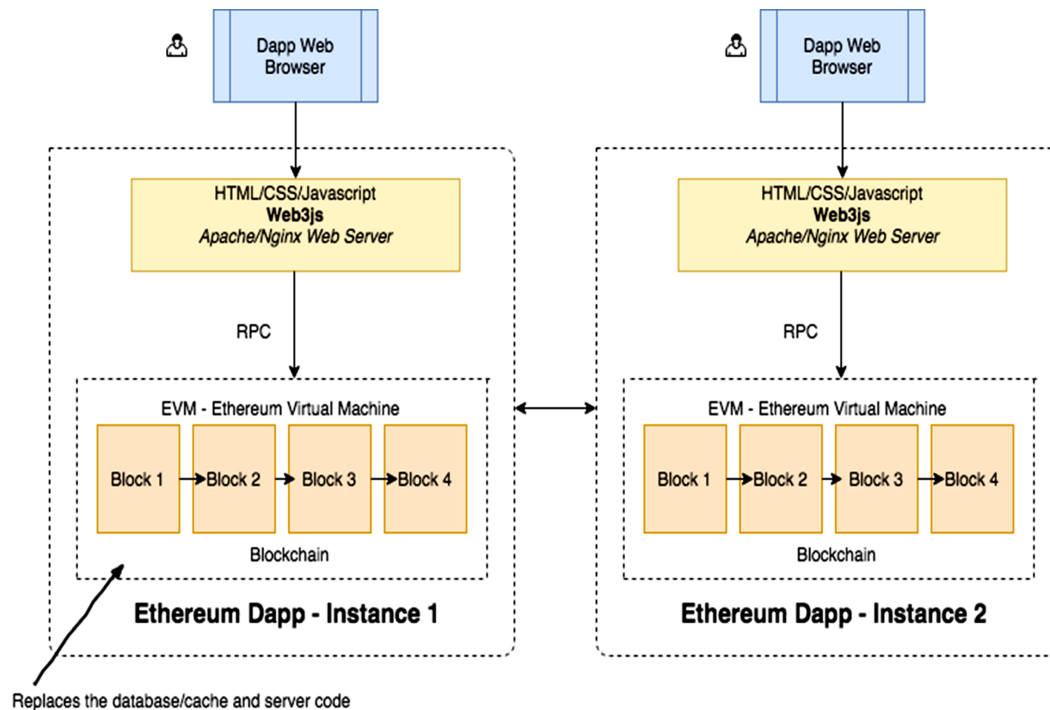 Dapp Web
Browser
HTML/CSS/Javascript
Web3js
Apache/Nginx Web Server
RPC
EVM - Ethereum Virtual Machine
Block 1
Block 2
Block 3
Block 4
Blockchain
Ethereum Dapp - Instance 1
Replaces the database/cache and server code
Dapp Web
Browser
HTML/CSS/Javascript
Web3js
Apache/Nginx Web Server
RPC
EVM - Ethereum Virtual Machine
Block 1
Block 2
Block 3
Block 4
Blockchain
Ethereum Dapp - Instance 2